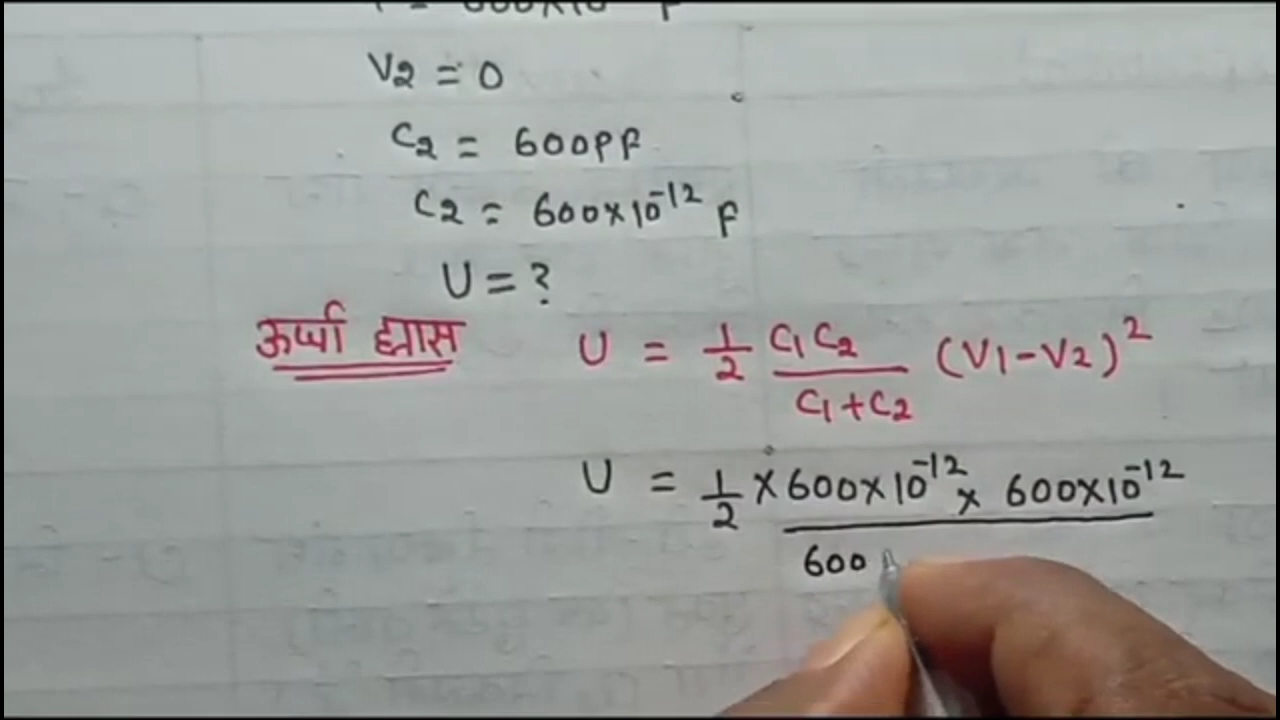 V2 = 0
C2 = 600PF
C2 = 600×10⁻¹² F
U = ?
ऊर्जा ह्रास U = 1/2 C1C2/C1+C2 (V1-V2)²
U = 1/2 × 600×10⁻¹² × 600×10⁻¹²
600